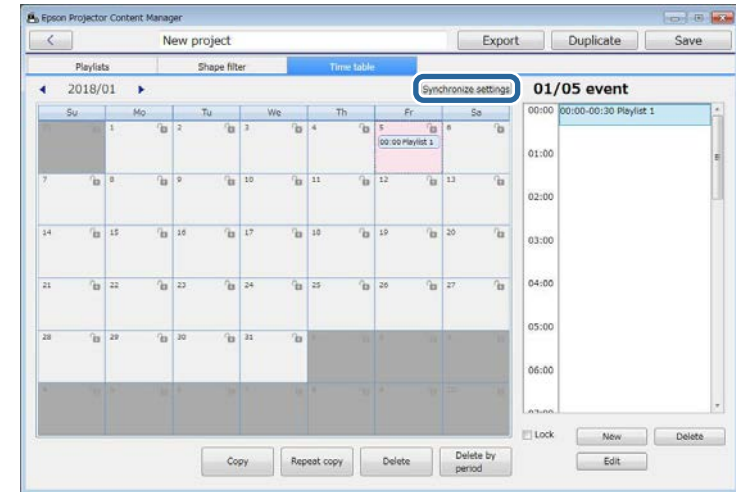 Epson Projector Content Manager
< New project Export Duplicate Save
Playlists Shape filter Time table
2018/01 Synchronize settings 01/05 event
Su Mo Tu We Th Fr Sa
1 2 3 4 5 6
00:00 Playlist 1
7 8 9 10 11 12 13
14 15 16 17 18 19 20
21 22 23 24 25 26 27
28 29 30 31
00:00 00:00-00:30 Playlist 1
01:00
02:00
03:00
04:00
05:00
06:00
07:00
Lock New Delete
Edit
Copy Repeat copy Delete Delete by period